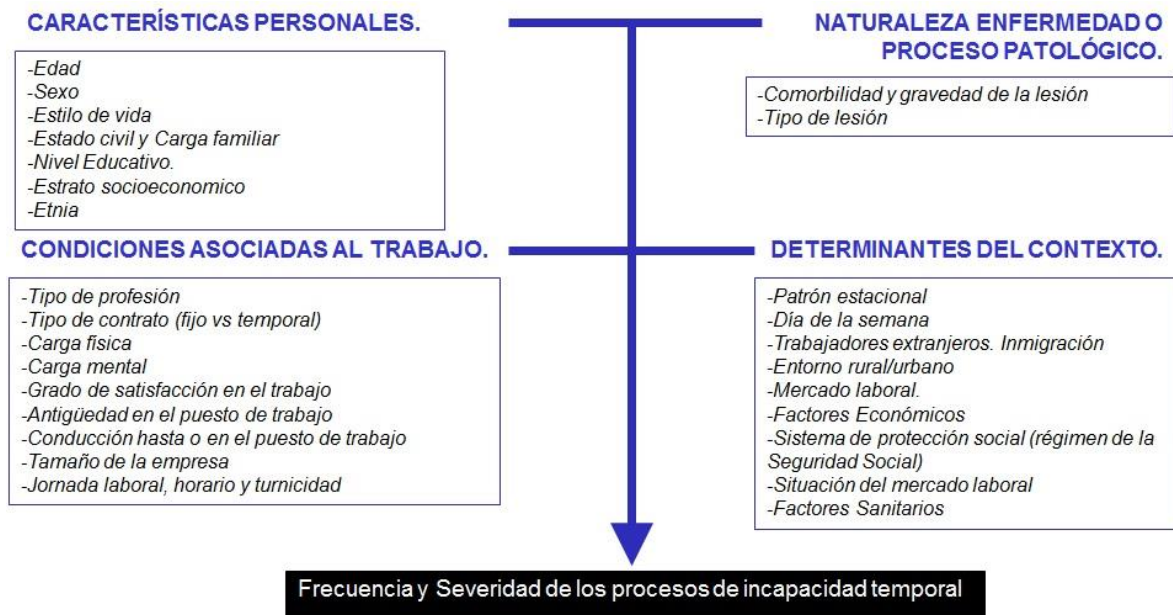 CARACTERÍSTICAS PERSONALES.
-Edad
-Sexo
-Estilo de vida
-Estado civil y Carga familiar
-Nivel Educativo.
-Estrato socioeconomico
-Etnia
NATURALEZA ENFERMEDAD O
PROCESO PATOLÓGICO.
-Comorbilidad y gravedad de la lesión
-Tipo de lesión
CONDICIONES ASOCIADAS AL TRABAJO.
-Tipo de profesión
-Tipo de contrato (fijo vs temporal)
-Carga física
-Carga mental
-Grado de satisfacción en el trabajo
-Antigüedad en el puesto de trabajo
-Conducción hasta o en el puesto de trabajo
-Tamaño de la empresa
-Jornada laboral, horario y turnicidad
DETERMINANTES DEL CONTEXTO.
-Patrón estacional
-Día de la semana
-Trabajadores extranjeros. Inmigración
-Entorno rural/urbano
-Mercado laboral.
-Factores Económicos
-Sistema de protección social (régimen de la
Seguridad Social)
-Situación del mercado laboral
-Factores Sanitarios
Frecuencia y Severidad de los procesos de incapacidad temporal